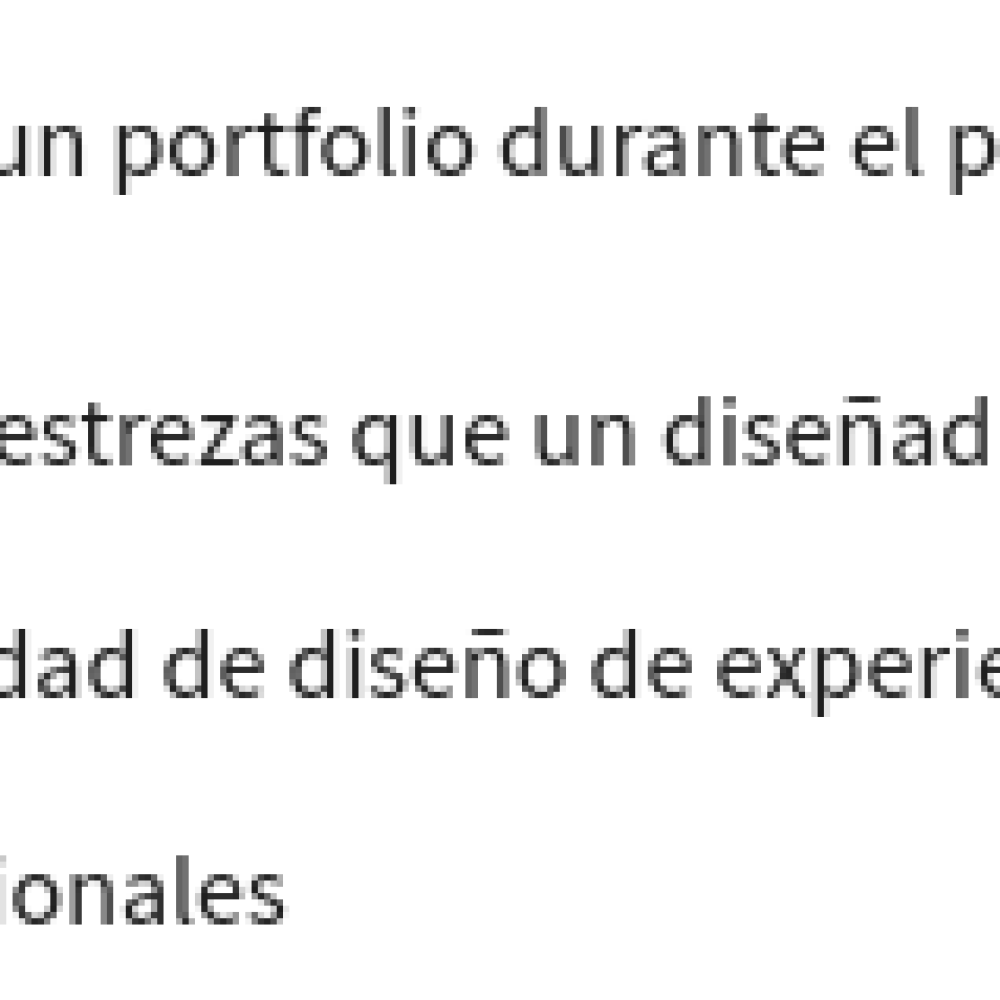 un portfolio durante el p
estrezas que un diseñad
dad de diseño de experie
ionales